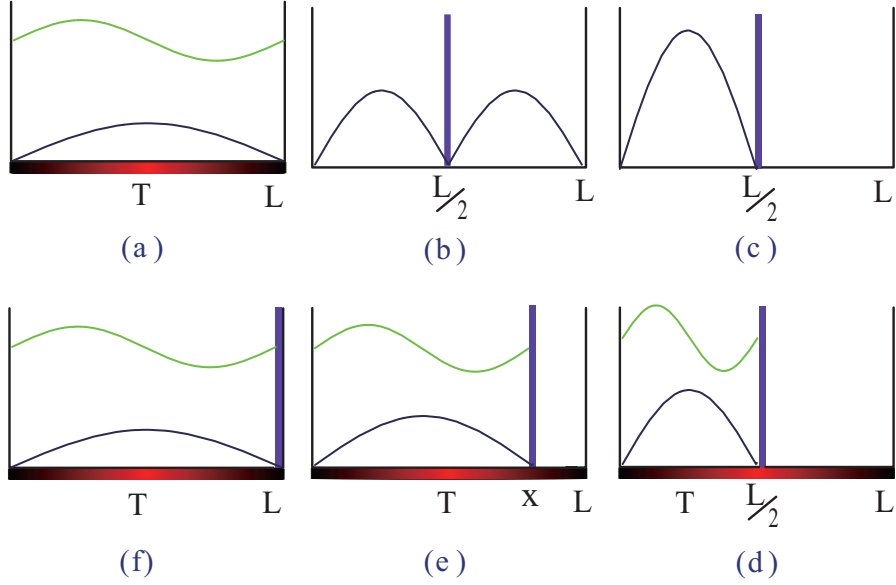 T L
L/2 L
L/2 L
(a) (b) (c)
T L
T x L
T L/2 L
(f) (e) (d)